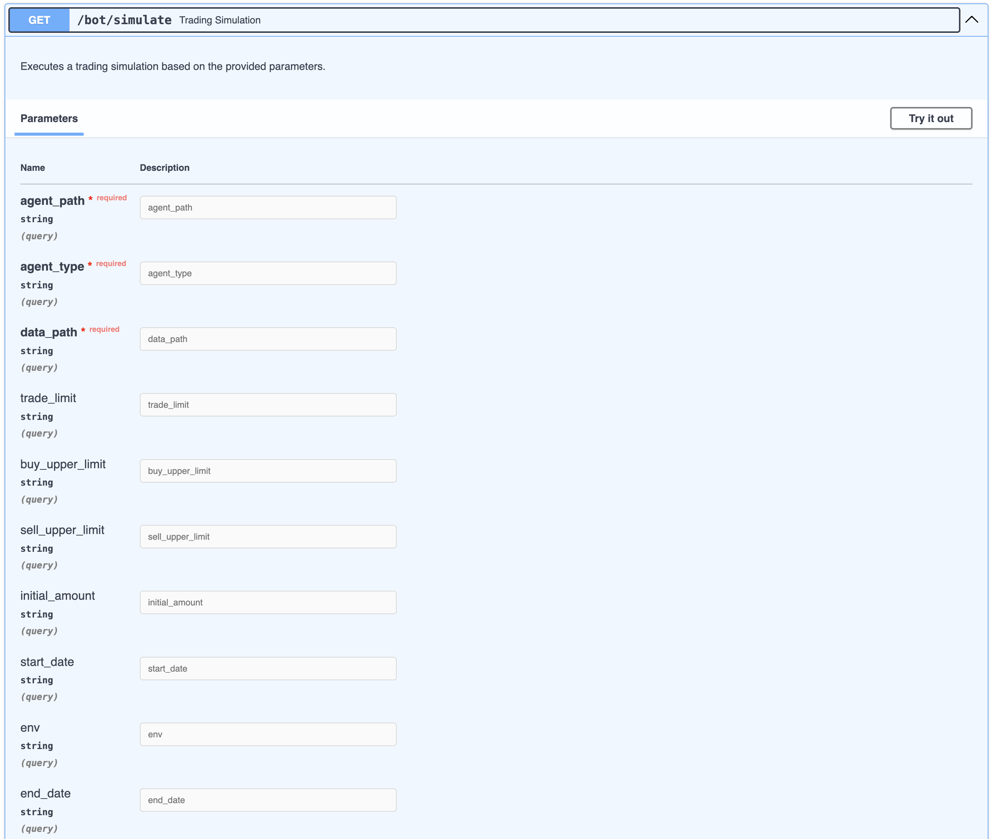 GET /bot/simulate Trading Simulation
Executes a trading simulation based on the provided parameters.
Parameters Try it out
Name Description
agent_path * required agent_path
string
(query)
agent_type * required agent_type
string
(query)
data_path * required data_path
string
(query)
trade_limit trade_limit
string
(query)
buy_upper_limit buy_upper_limit
string
(query)
sell_upper_limit sell_upper_limit
string
(query)
initial_amount initial_amount
string
(query)
start_date start_date
string
(query)
env env
string
(query)
end_date end_date
string
(query)